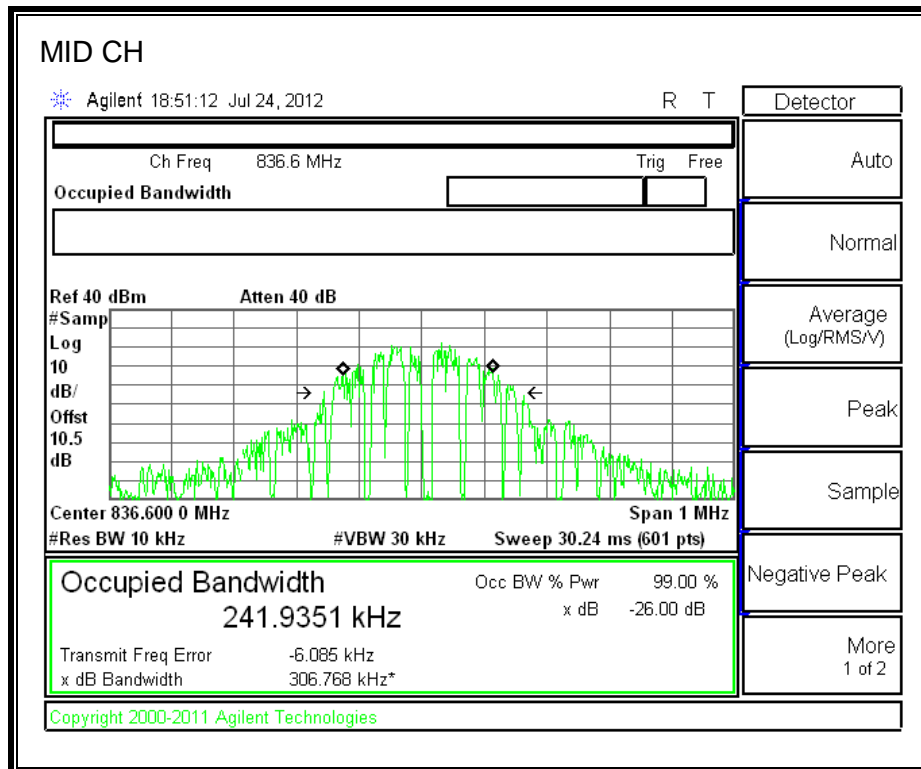 MID CH
Agilent 18:51:12 Jul 24, 2012 R T
Detector
Ch Freq 836.6 MHz Trig Free
Occupied Bandwidth
Auto
Normal
Average
(Log/RMS/V)
Peak
Sample
Negative Peak
More
1 of 2
Ref 40 dBm Atten 40 dB
#Samp
Log
10
dB/
Offst
10.5
dB
Center 836.600 0 MHz Span 1 MHz
#Res BW 10 kHz #VBW 30 kHz Sweep 30.24 ms (601 pts)
Occupied Bandwidth
241.9351 kHz
Occ BW % Pwr 99.00 %
x dB -26.00 dB
Transmit Freq Error -6.085 kHz
x dB Bandwidth 306.768 kHz*
Copyright 2000-2011 Agilent Technologies